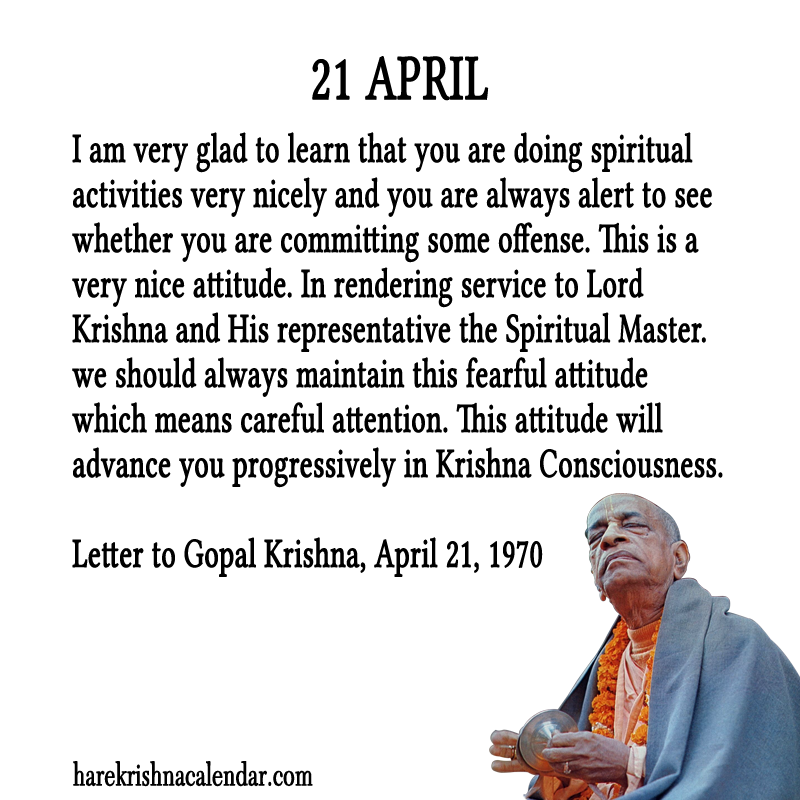 21 APRIL
I am very glad to learn that you are doing spiritual
activities very nicely and you are always alert to see
whether you are committing some offense. This is a
very nice attitude. In rendering service to Lord
Krishna and His representative the Spiritual Master.
we should always maintain this fearful attitude
which means careful attention. This attitude will
advance you progressively in Krishna Consciousness.
Letter to Gopal Krishna, April 21, 1970
harekrishnacalendar.com